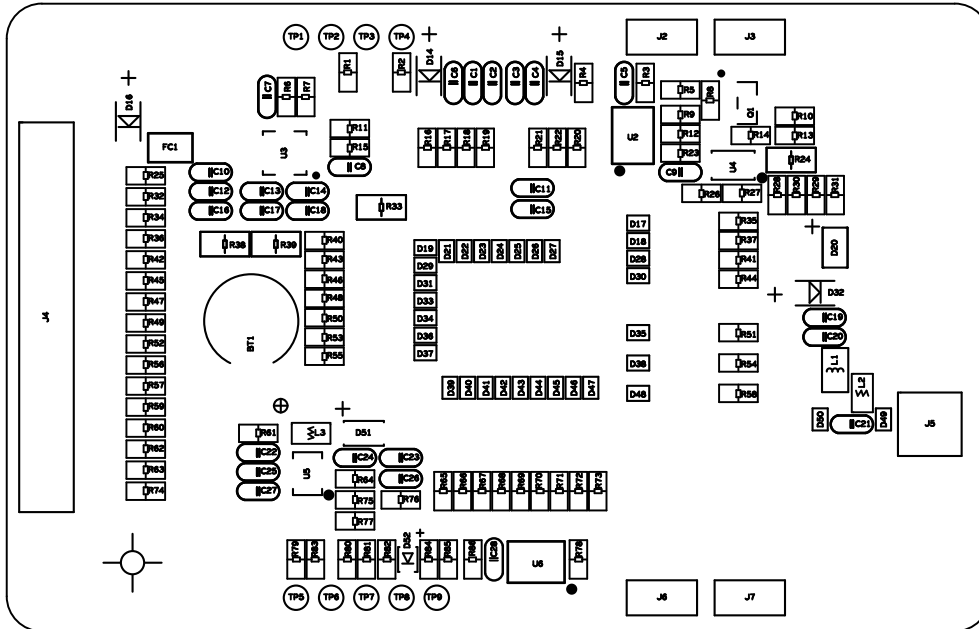 TP1 TP2 TP3 TP4
J2 J3
D14 D15
R1 R2 C6 C1 C2 C3 C4 R4 C5 R3
C7 R6 R7 R5 R8 Q1
D16
R9 R10
R11 R16 R17 R18 R19 R21 R22 R20 U2 R12 R14 R13
FC1 U3 R15 R23
C8 C9 U4 R24
R25 C10
R32 C12 C13 C14 C11 R26 R27 R28 R30 R29 R31
R34 C16 C17 C18 R33 C15
D17 R35
R36 R38 R39 R40 D19 D21 D22 D23 D24 D25 D26 D27 D18 R37 D20
R42 R43 D29 D28 R41
R45 R46 D31 D30 R44
R47 R48 D33 D32
J4 R49 R50 D34 C19
R52 BT1 R53 D36 D35 R51 C20
R56 R55 D37 D38 R54 L1
R57 D39 D40 D41 D42 D43 D44 D45 D46 D47 D48 R58 L2
R59
R60 R61 L3 D51 D50 C21 D49 J5
R62 C22 C24 C23
R63 C25 U5 R64 C26
R74 C27 R65 R66 R67 R68 R69 R70 R71 R72 R73
R75 R76
R77
R79 R83 R80 R81 R82 D52 R84 R85 R86 C28 U6 R78
TP5 TP6 TP7 TP8 TP9
J6 J7